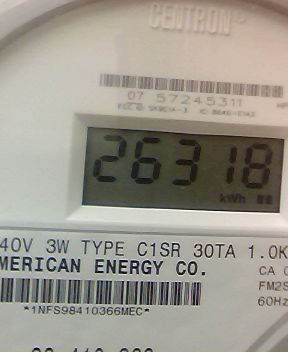 CENTRON®
07 57245311
26318
kWh
40V 3W TYPE C1SR 30TA 1.0K
MERICAN ENERGY CO.
CA 0
FM2S
*1NFS98410366MEC*
60Hz